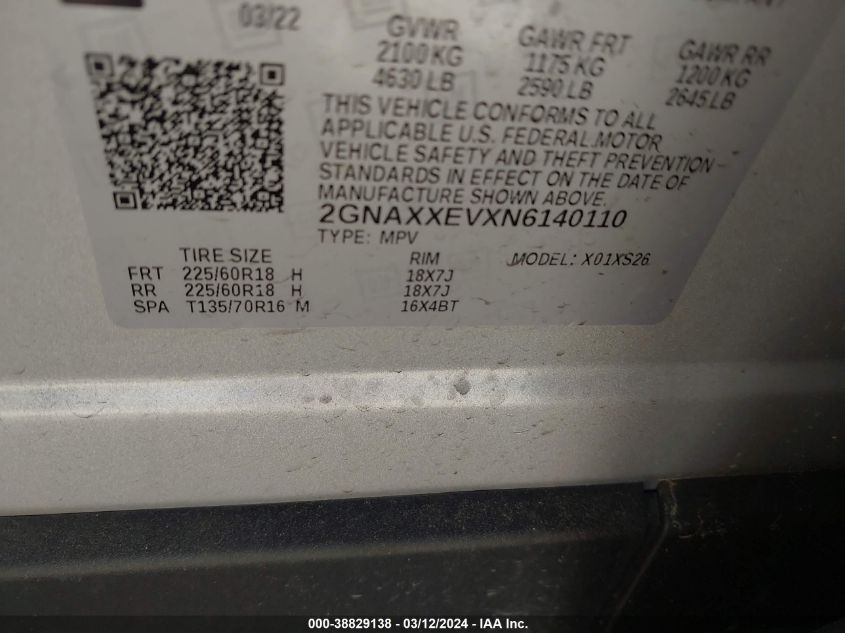 03/22 GVWR GAWR FRT GAWR RR
2100 KG 1175 KG 1200 KG
4630 LB 2590 LB 2645 LB
THIS VEHICLE CONFORMS TO ALL
APPLICABLE U.S. FEDERAL MOTOR
VEHICLE SAFETY AND THEFT PREVENTION
STANDARDS IN EFFECT ON THE DATE OF
MANUFACTURE SHOWN ABOVE.
2GNAXXEVXN6140110
TYPE: MPV
TIRE SIZE RIM MODEL: X01XS26
FRT 225/60R18 H 18X7J
RR 225/60R18 H 18X7J
SPA T135/70R16 M 16X4BT
000-38829138 - 03/12/2024 - IAA Inc.